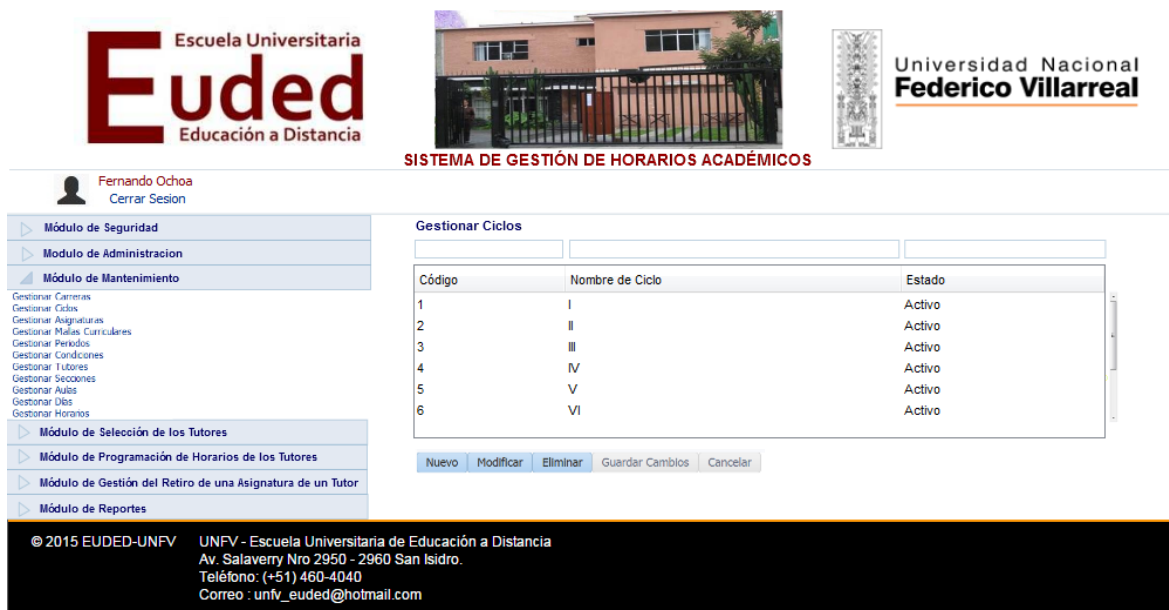 Escuela Universitaria
Euded
Educación a Distancia
Universidad Nacional
Federico Villarreal
SISTEMA DE GESTIÓN DE HORARIOS ACADÉMICOS
Fernando Ochoa
Cerrar Sesion
Módulo de Seguridad
Modulo de Administracion
Módulo de Mantenimiento
Gestionar Carreras
Gestionar Ciclos
Gestionar Asignaturas
Gestionar Mallas Curriculares
Gestionar Periodos
Gestionar Condiciones
Gestionar Tutores
Gestionar Secciones
Gestionar Aulas
Gestionar Días
Gestionar Horarios
Módulo de Selección de los Tutores
Módulo de Programación de Horarios de los Tutores
Módulo de Gestión del Retiro de una Asignatura de un Tutor
Módulo de Reportes
Gestionar Ciclos
Código Nombre de Ciclo Estado
1 I Activo
2 II Activo
3 III Activo
4 IV Activo
5 V Activo
6 VI Activo
Nuevo Modificar Eliminar Guardar Cambios Cancelar
© 2015 EUDED-UNFV UNFV - Escuela Universitaria de Educación a Distancia
Av. Salaverry Nro 2950 - 2960 San Isidro.
Teléfono: (+51) 460-4040
Correo : unfv_euded@hotmail.com